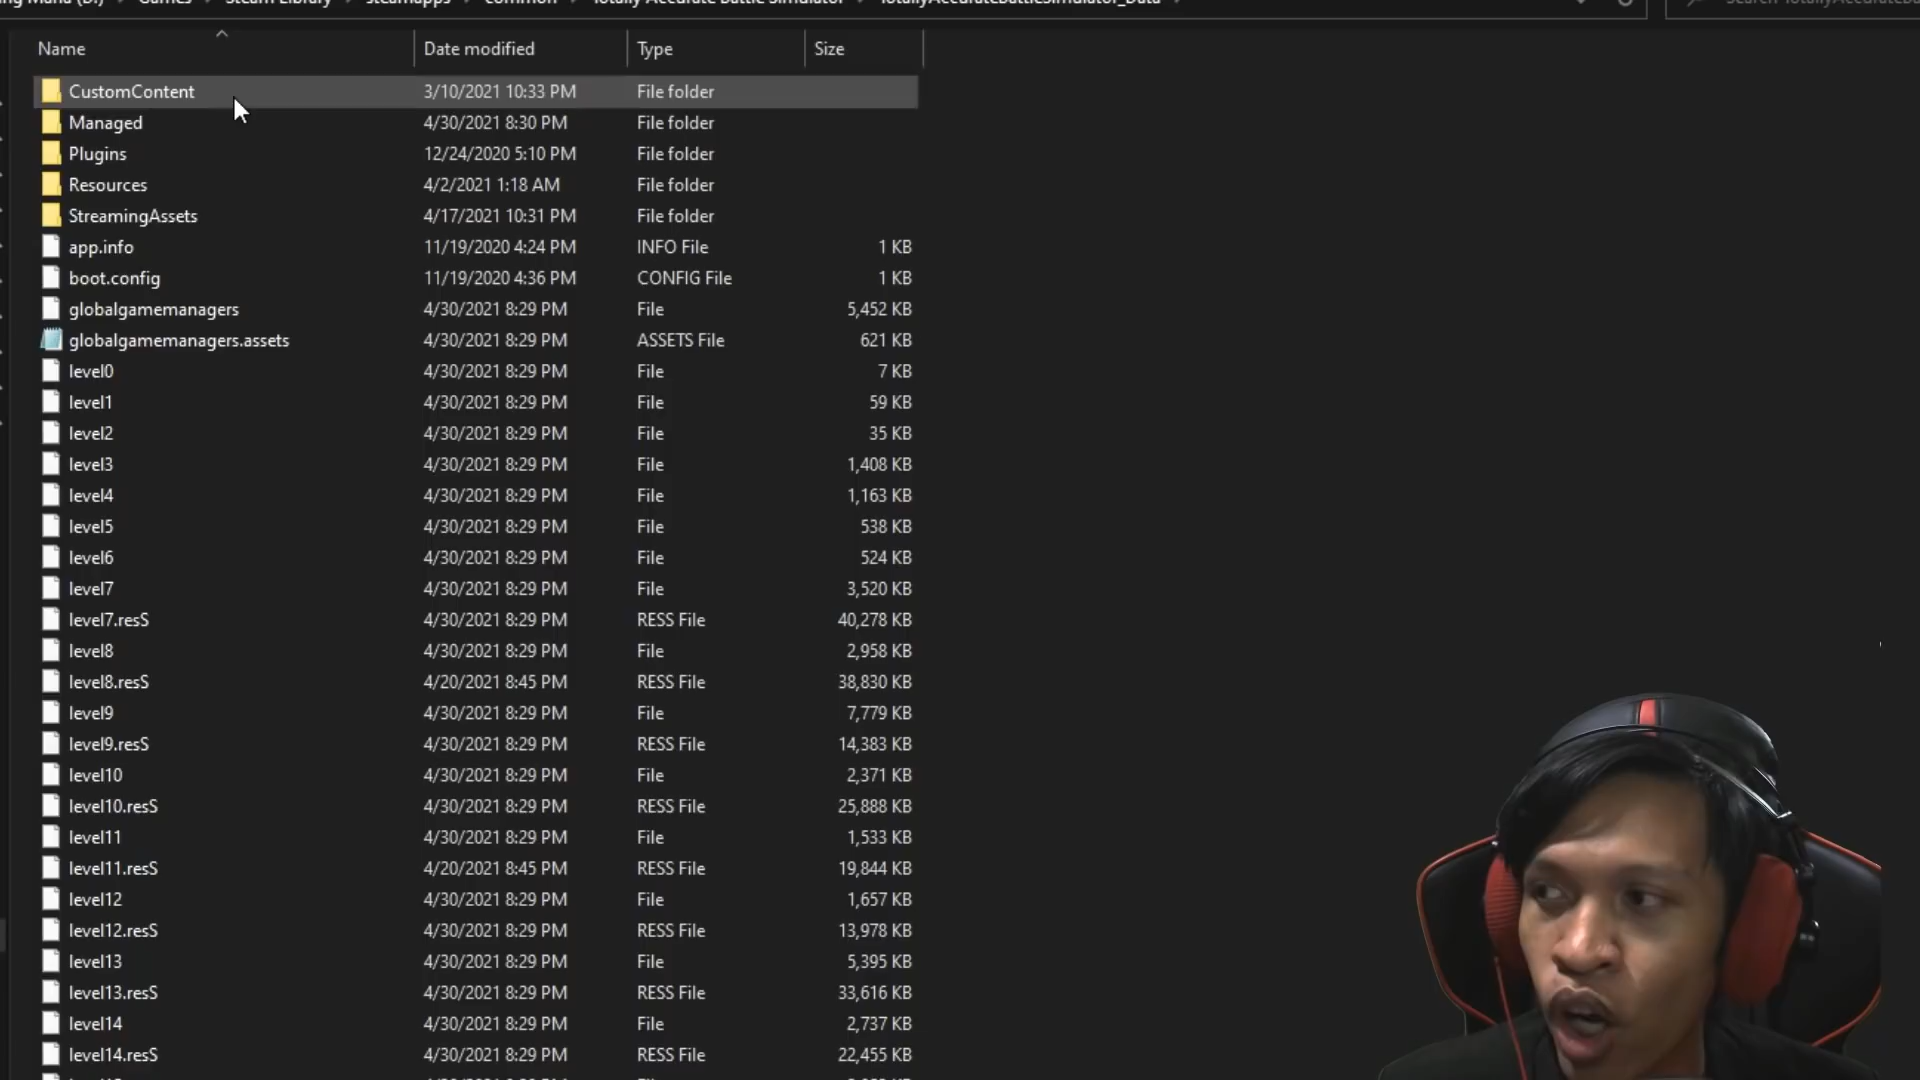 Games Steam Library steamapps common Totally Accurate Battle Simulator TotallyAccurateBattleSimulator_Data
Name Date modified Type Size
CustomContent 3/10/2021 10:33 PM File folder
Managed 4/30/2021 8:30 PM File folder
Plugins 12/24/2020 5:10 PM File folder
Resources 4/2/2021 1:18 AM File folder
StreamingAssets 4/17/2021 10:31 PM File folder
app.info 11/19/2020 4:24 PM INFO File 1 KB
boot.config 11/19/2020 4:36 PM CONFIG File 1 KB
globalgamemanagers 4/30/2021 8:29 PM File 5,452 KB
globalgamemanagers.assets 4/30/2021 8:29 PM ASSETS File 621 KB
level0 4/30/2021 8:29 PM File 7 KB
level1 4/30/2021 8:29 PM File 59 KB
level2 4/30/2021 8:29 PM File 35 KB
level3 4/30/2021 8:29 PM File 1,408 KB
level4 4/30/2021 8:29 PM File 1,163 KB
level5 4/30/2021 8:29 PM File 538 KB
level6 4/30/2021 8:29 PM File 524 KB
level7 4/30/2021 8:29 PM File 3,520 KB
level7.resS 4/30/2021 8:29 PM RESS File 40,278 KB
level8 4/30/2021 8:29 PM File 2,958 KB
level8.resS 4/20/2021 8:45 PM RESS File 38,830 KB
level9 4/30/2021 8:29 PM File 7,779 KB
level9.resS 4/30/2021 8:29 PM RESS File 14,383 KB
level10 4/30/2021 8:29 PM File 2,371 KB
level10.resS 4/30/2021 8:29 PM RESS File 25,888 KB
level11 4/30/2021 8:29 PM File 1,533 KB
level11.resS 4/20/2021 8:45 PM RESS File 19,844 KB
level12 4/30/2021 8:29 PM File 1,657 KB
level12.resS 4/30/2021 8:29 PM RESS File 13,978 KB
level13 4/30/2021 8:29 PM File 5,395 KB
level13.resS 4/30/2021 8:29 PM RESS File 33,616 KB
level14 4/30/2021 8:29 PM File 2,737 KB
level14.resS 4/30/2021 8:29 PM RESS File 22,455 KB